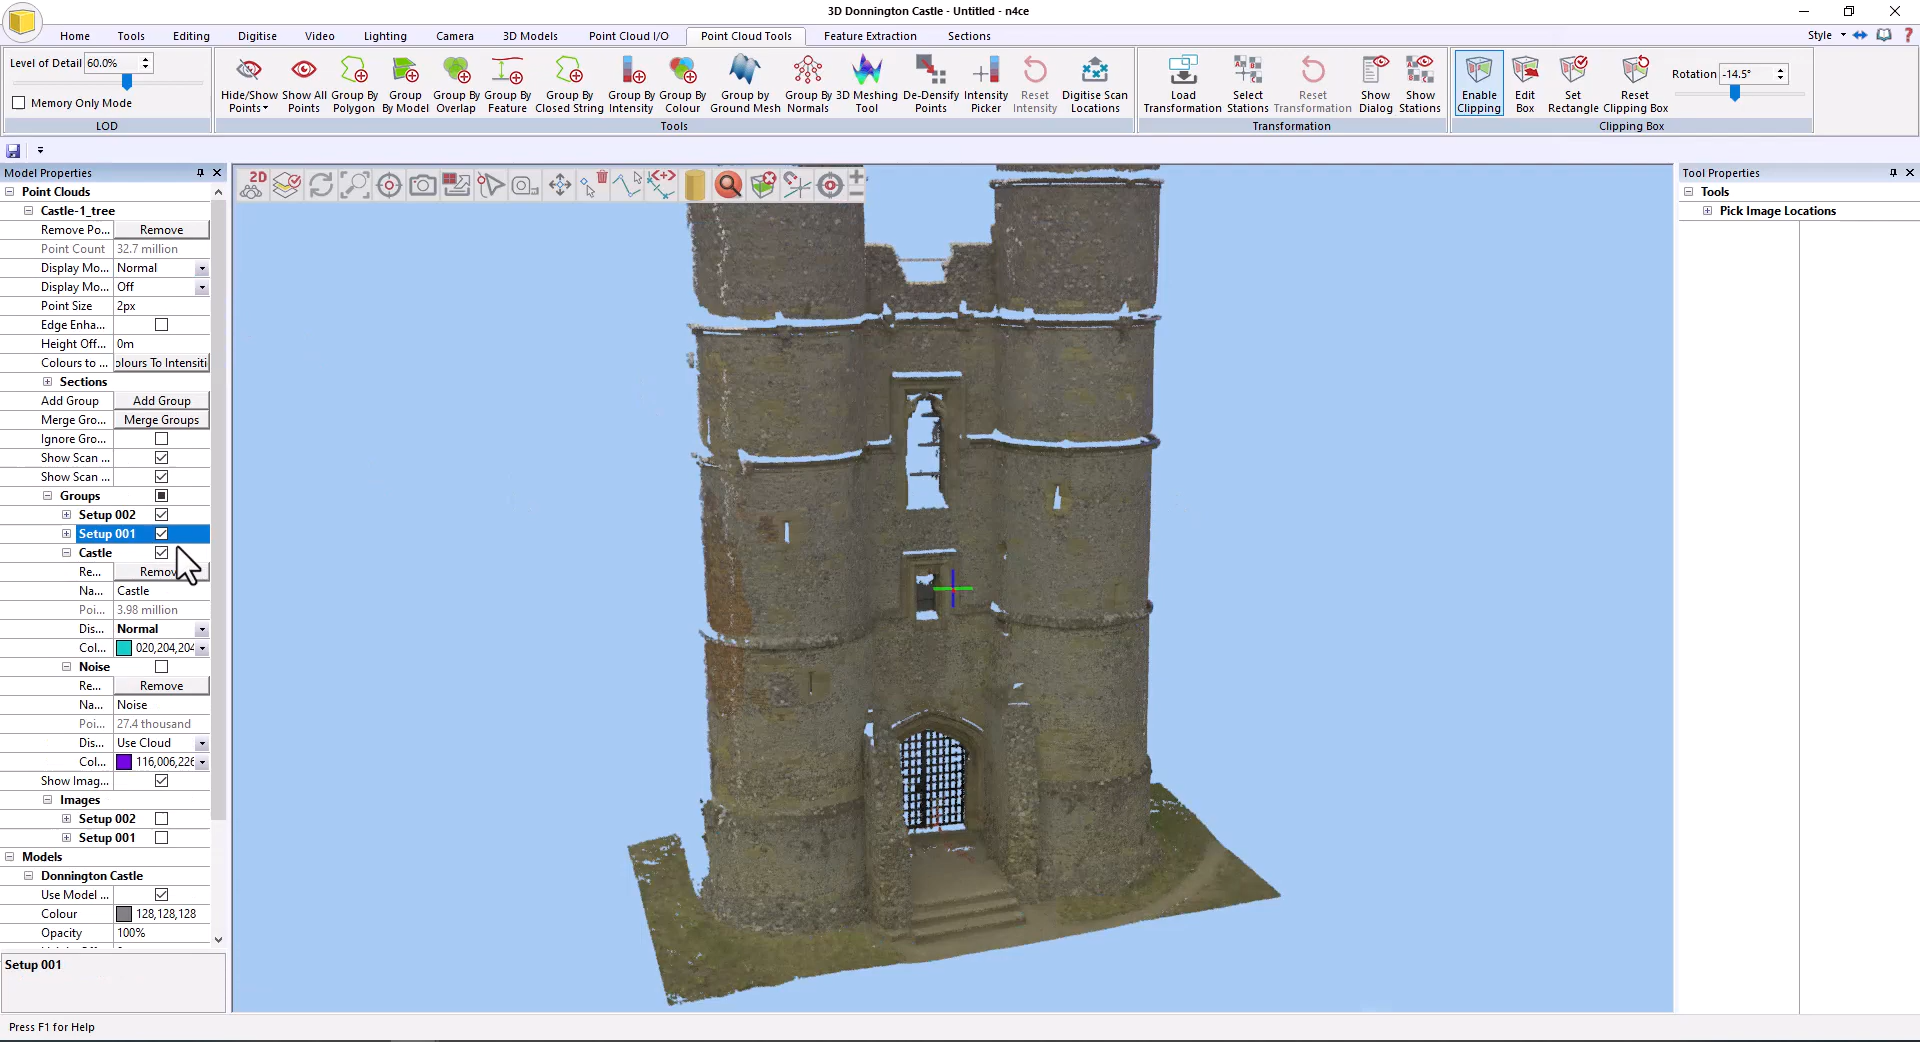 3D Donnington Castle - Untitled - n4ce
Home Tools Editing Digitise Video Lighting Camera 3D Models Point Cloud I/O Point Cloud Tools Feature Extraction Sections Style
Level of Detail 60.0%
Memory Only Mode
LOD
Hide/Show Points
Show All Points
Group By Polygon
Group By Model
Group By Overlap
Group By Feature
Group By Closed String
Group By Intensity
Group By Colour
Group by Ground Mesh
Group By Normals
3D Meshing Tool
De-Densify Points
Intensity Picker
Reset Intensity
Digitise Scan Locations
Tools
Load Transformation
Select Stations
Reset Transformation
Show Dialog
Show Stations
Transformation
Enable Clipping
Edit Box
Set Rectangle
Reset Clipping Box
Rotation -14.5°
Clipping Box
Model Properties
Point Clouds
Castle-1_tree
Remove Po... Remove
Point Count 32.7 million
Display Mo... Normal
Display Mo... Off
Point Size 2px
Edge Enha...
Height Off... 0m
Colours to ... olours To Intensiti
Sections
Add Group Add Group
Merge Gro... Merge Groups
Ignore Gro...
Show Scan ...
Show Scan ...
Groups
Setup 002
Setup 001
Castle
Re... Remov
Na... Castle
Poi... 3.98 million
Dis... Normal
Col... 020,204,204
Noise
Re... Remove
Na... Noise
Poi... 27.4 thousand
Dis... Use Cloud
Col... 116,006,226
Show Imag...
Images
Setup 002
Setup 001
Models
Donnington Castle
Use Model ...
Colour 128,128,128
Opacity 100%
Setup 001
Press F1 for Help
2D
Tool Properties
Tools
Pick Image Locations